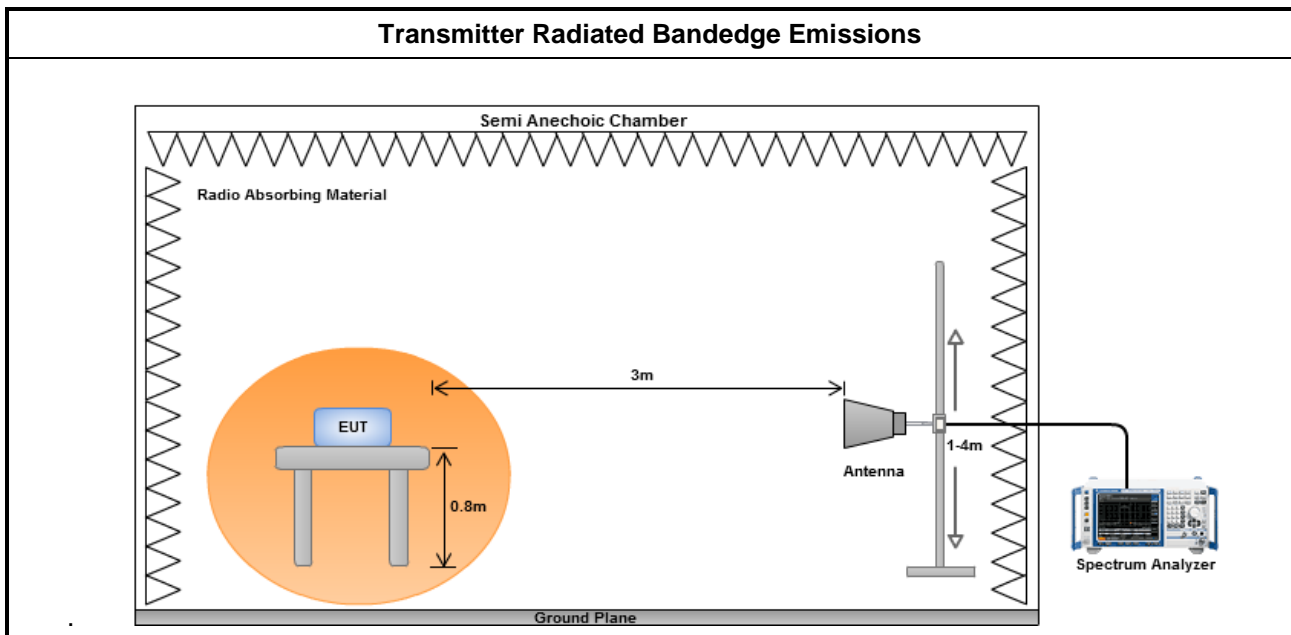 Transmitter Radiated Bandedge Emissions
Semi Anechoic Chamber
Radio Absorbing Material
3m
EUT
1-4m
Antenna
0.8m
Spectrum Analyzer
Ground Plane
.